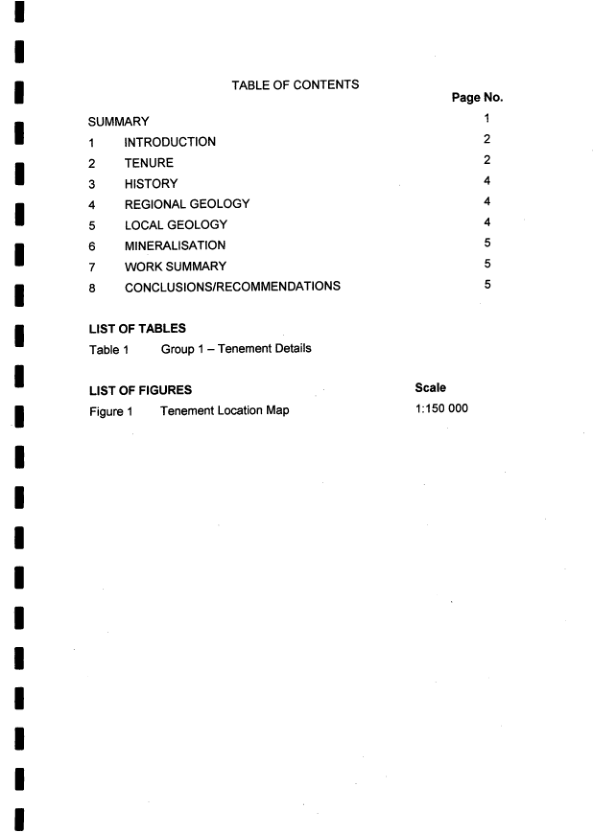 TABLE OF CONTENTS
Page No.
SUMMARY 1
1 INTRODUCTION 2
2 TENURE 2
3 HISTORY 4
4 REGIONAL GEOLOGY 4
5 LOCAL GEOLOGY 4
6 MINERALISATION 5
7 WORK SUMMARY 5
8 CONCLUSIONS/RECOMMENDATIONS 5
LIST OF TABLES
Table 1 Group 1 – Tenement Details
LIST OF FIGURES Scale
Figure 1 Tenement Location Map 1:150 000